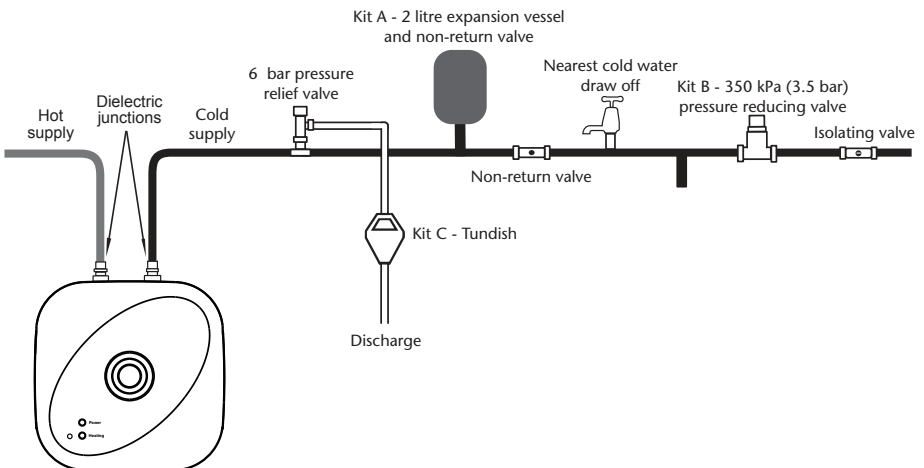 Kit A - 2 litre expansion vessel
and non-return valve
6 bar pressure
relief valve
Nearest cold water
draw off
Kit B - 350 kPa (3.5 bar)
pressure reducing valve
Hot
supply
Dielectric
junctions
Cold
supply
Isolating valve
Non-return valve
Kit C - Tundish
Discharge
Power
Heating